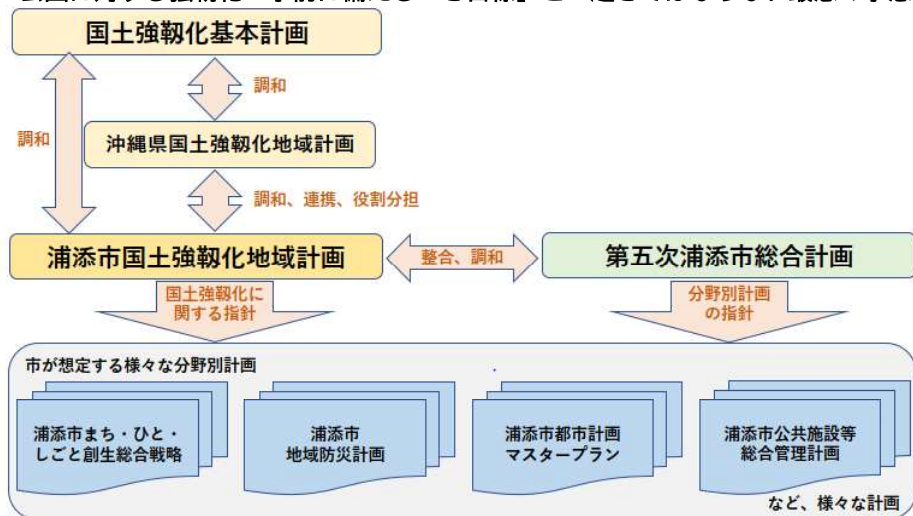 国土強靱化基本計画
調和
調和
沖縄県国土強靱化地域計画
調和、連携、役割分担
浦添市国土強靱化地域計画
整合、調和
第五次浦添市総合計画
国土強靱化に
関する指針
分野別計画
の指針
市が想定する様々な分野別計画
浦添市まち・ひと・
しごと創生総合戦略
浦添市
地域防災計画
浦添市都市計画
マスタープラン
浦添市公共施設等
総合管理計画
など、様々な計画